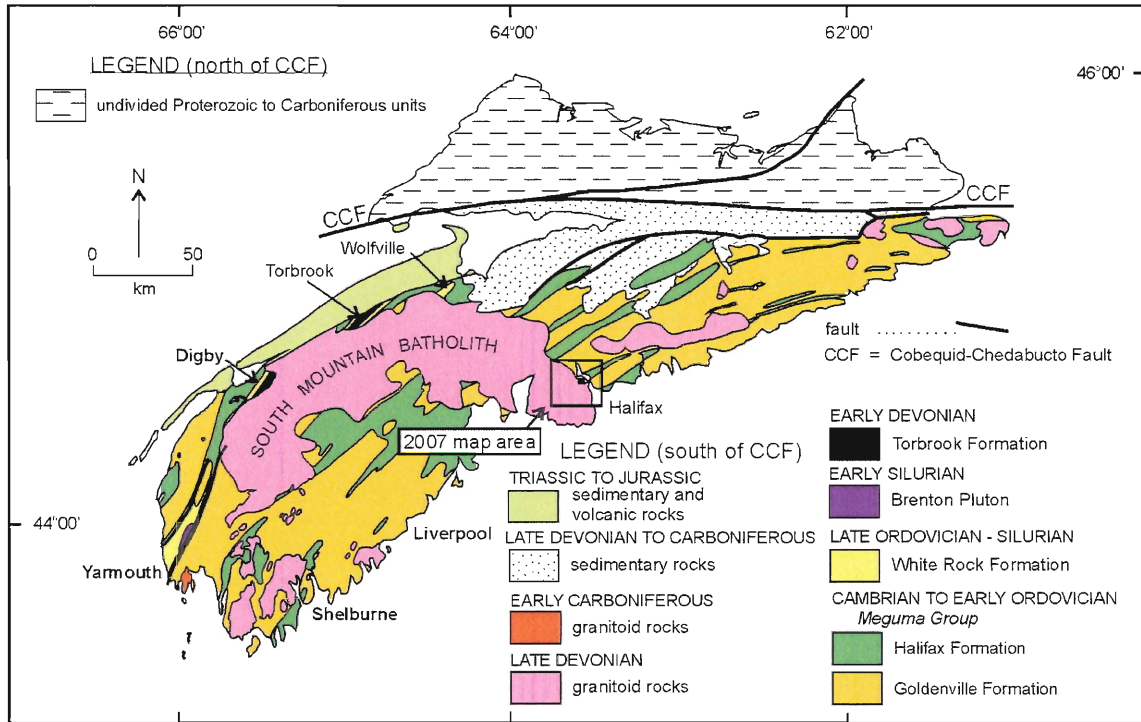 66°00'
64°00'
62°00'
LEGEND (north of CCF)
46°00'
undivided Proterozoic to Carboniferous units
N
CCF
CCF
0 50
km
Wolfville
Torbrook
Digby
SOUTH MOUNTAIN BATHOLITH
fault
CCF = Cobequid-Chedabucto Fault
Halifax
2007 map area
44°00'
Liverpool
Yarmouth
Shelburne
LEGEND (south of CCF)
TRIASSIC TO JURASSIC
sedimentary and
volcanic rocks
LATE DEVONIAN TO CARBONIFEROUS
sedimentary rocks
EARLY CARBONIFEROUS
granitoid rocks
LATE DEVONIAN
granitoid rocks
EARLY DEVONIAN
Torbrook Formation
EARLY SILURIAN
Brenton Pluton
LATE ORDOVICIAN - SILURIAN
White Rock Formation
CAMBRIAN TO EARLY ORDOVICIAN
Meguma Group
Halifax Formation
Goldenville Formation